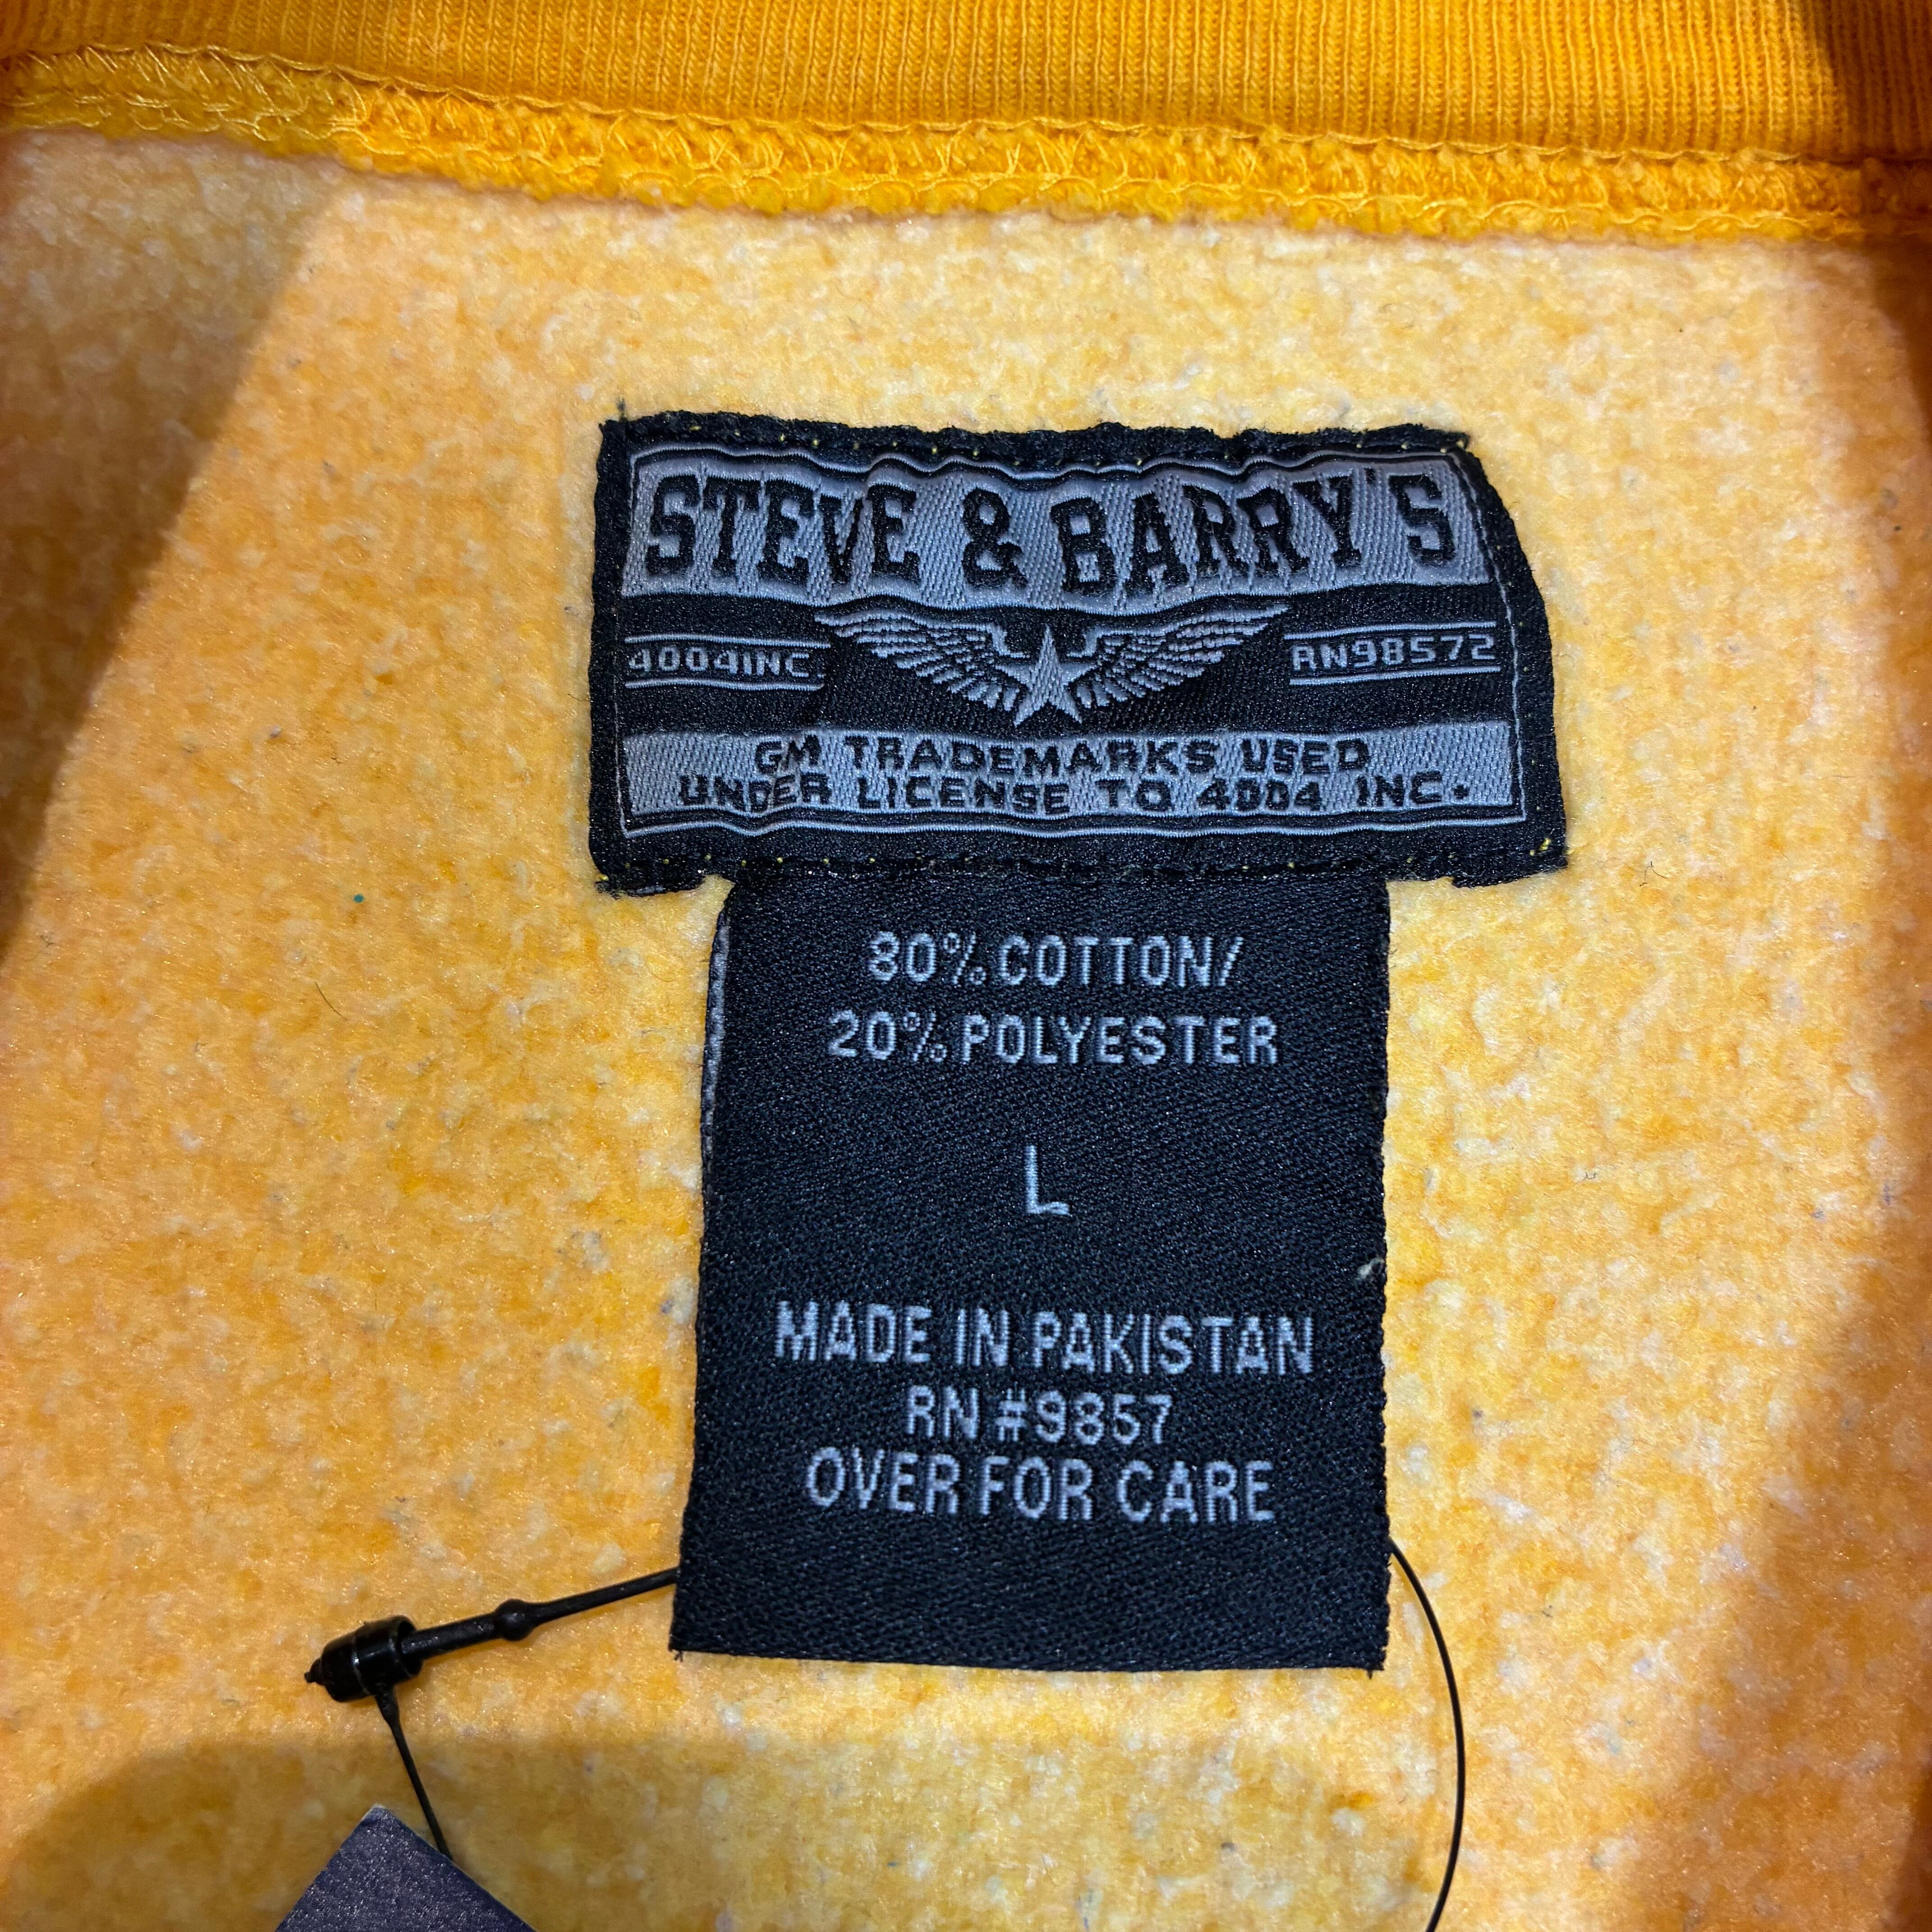 STEVE & BARRY'S
4004INC RN98572
GM TRADEMARKS USED
UNDER LICENSE TO 4004 INC.
80% COTTON/
20% POLYESTER
L
MADE IN PAKISTAN
RN #9857
OVER FOR CARE